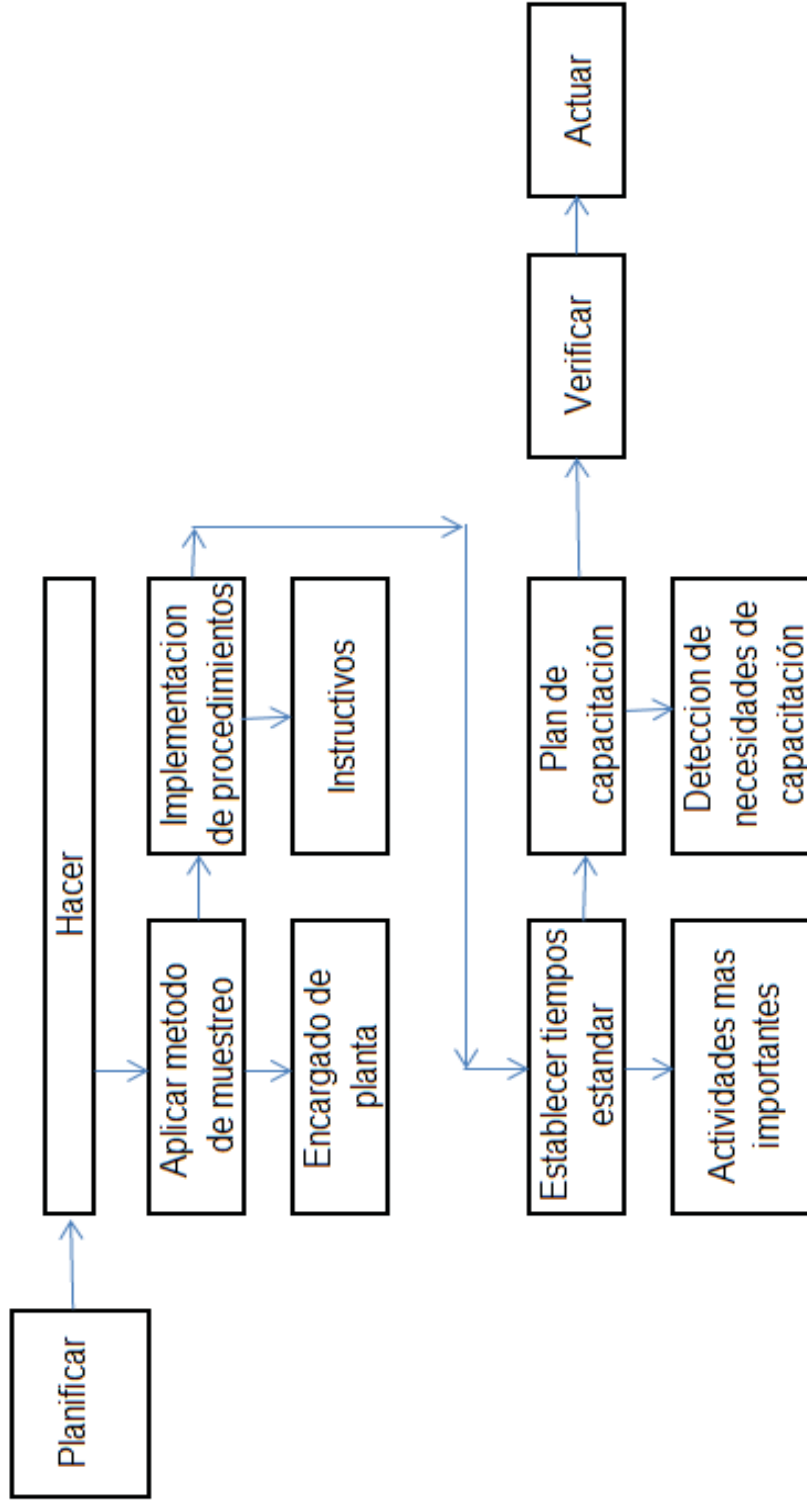 Planificar
Hacer
Aplicar metodo
de muestreo
Implementacion
de procedimientos
Encargado de
planta
Instructivos
Establecer tiempos
estandar
Plan de
capacitación
Verificar
Actuar
Actividades mas
importantes
Deteccion de
necesidades de
capacitación